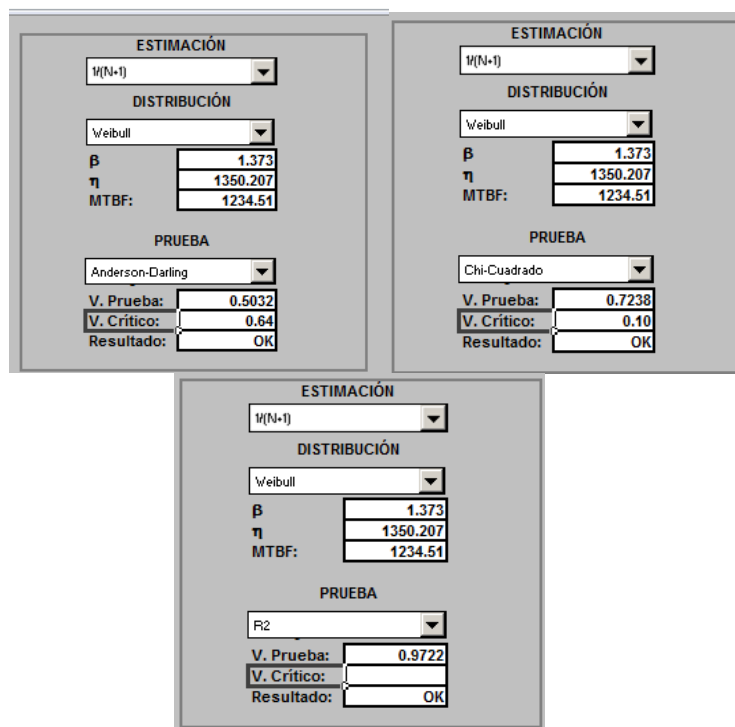 ESTIMACIÓN
1/(N+1)
DISTRIBUCIÓN
Weibull
β 1.373
η 1350.207
MTBF: 1234.51
PRUEBA
Anderson-Darling
V. Prueba: 0.5032
V. Crítico: 0.64
Resultado: OK
ESTIMACIÓN
1/(N+1)
DISTRIBUCIÓN
Weibull
β 1.373
η 1350.207
MTBF: 1234.51
PRUEBA
Chi-Cuadrado
V. Prueba: 0.7238
V. Crítico: 0.10
Resultado: OK
ESTIMACIÓN
1/(N+1)
DISTRIBUCIÓN
Weibull
β 1.373
η 1350.207
MTBF: 1234.51
PRUEBA
R2
V. Prueba: 0.9722
V. Crítico:
Resultado: OK